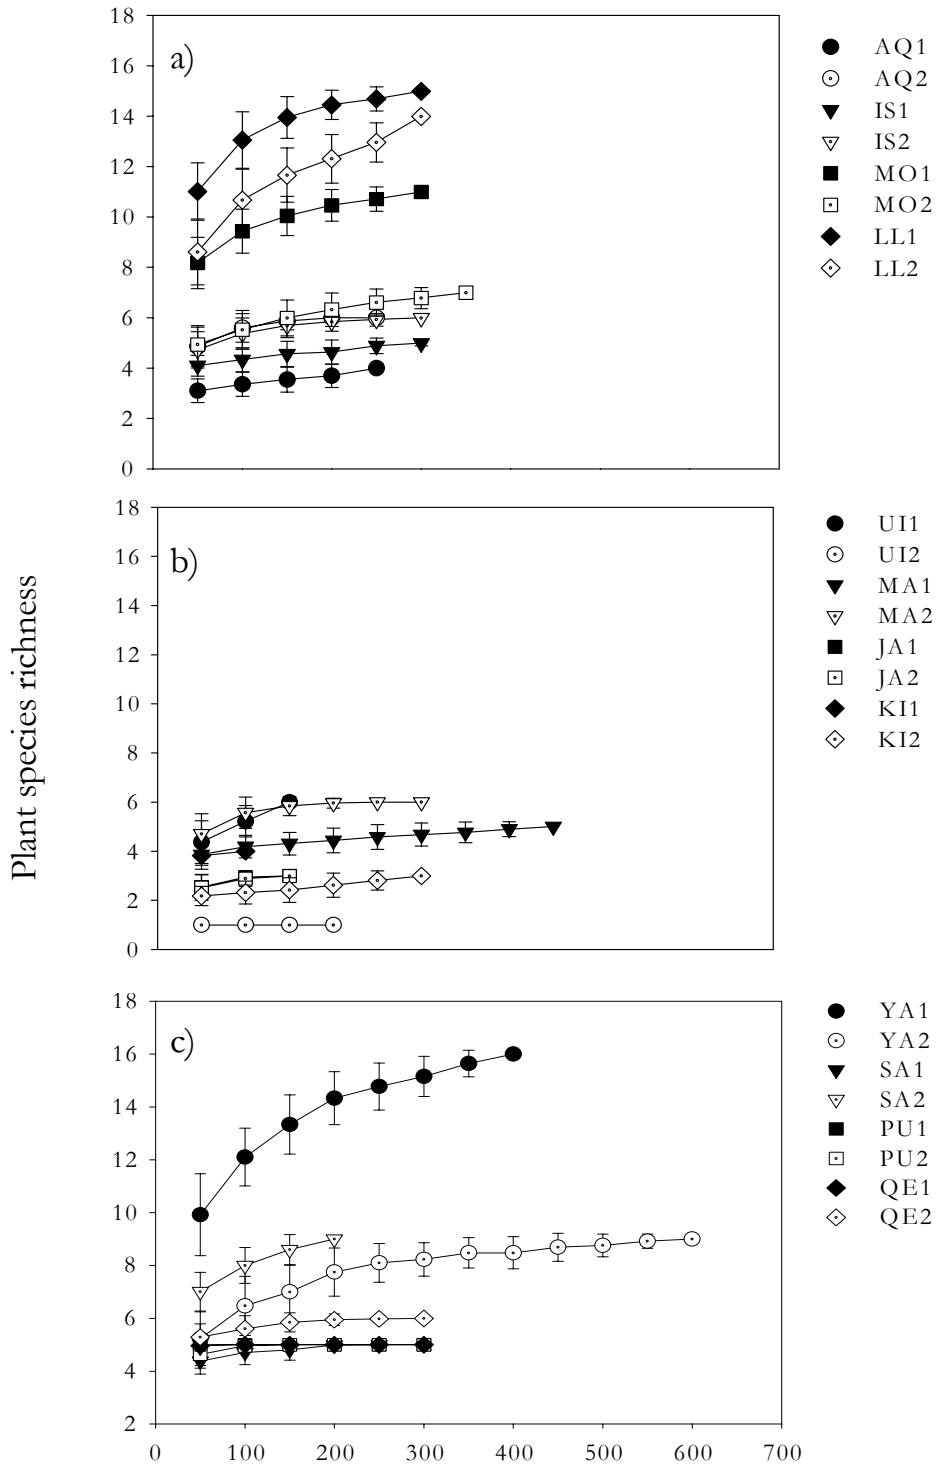 Plant species richness
a)
18
16
14
12
10
8
6
4
2
0
AQ1
AQ2
IS1
IS2
MO1
MO2
LL1
LL2
b)
18
16
14
12
10
8
6
4
2
0
UI1
UI2
MA1
MA2
JA1
JA2
KI1
KI2
c)
18
16
14
12
10
8
6
4
2
0 100 200 300 400 500 600 700
YA1
YA2
SA1
SA2
PU1
PU2
QE1
QE2